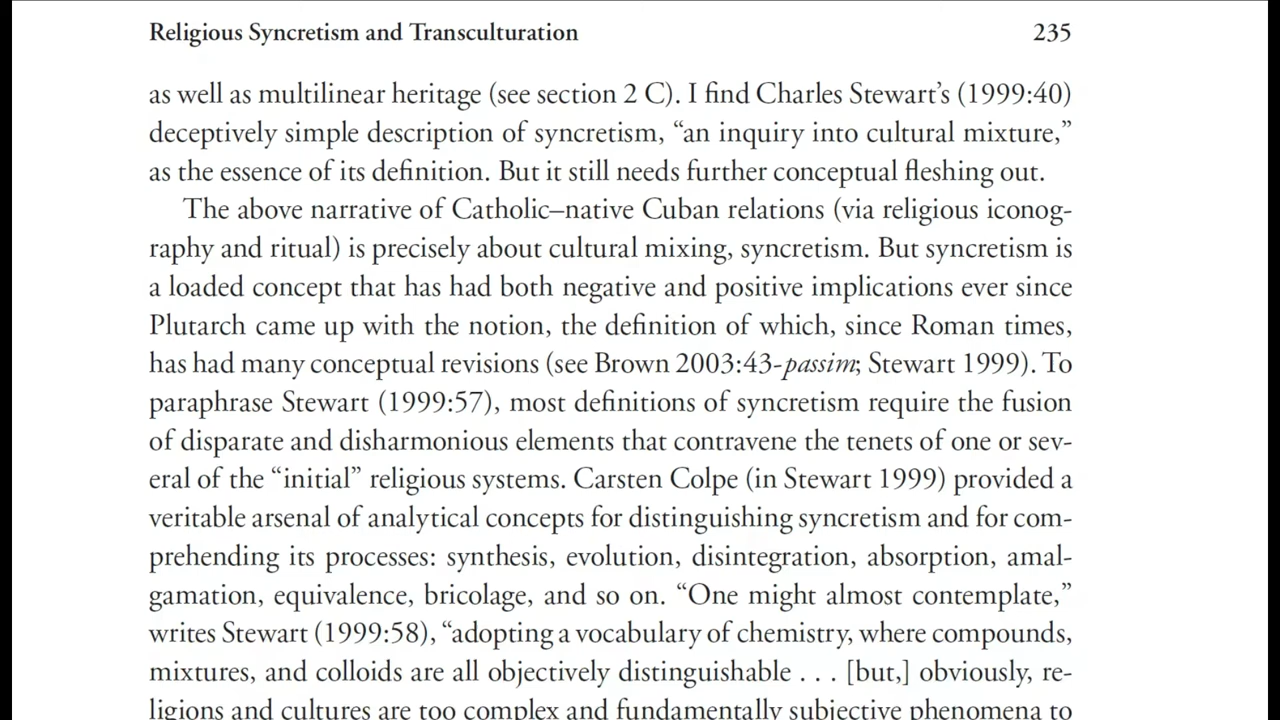 Religious Syncretism and Transculturation 235
as well as multilinear heritage (see section 2 C). I find Charles Stewart’s (1999:40)
deceptively simple description of syncretism, “an inquiry into cultural mixture,”
as the essence of its definition. But it still needs further conceptual fleshing out.
The above narrative of Catholic–native Cuban relations (via religious iconog-
raphy and ritual) is precisely about cultural mixing, syncretism. But syncretism is
a loaded concept that has had both negative and positive implications ever since
Plutarch came up with the notion, the definition of which, since Roman times,
has had many conceptual revisions (see Brown 2003:43-passim; Stewart 1999). To
paraphrase Stewart (1999:57), most definitions of syncretism require the fusion
of disparate and disharmonious elements that contravene the tenets of one or sev-
eral of the “initial” religious systems. Carsten Colpe (in Stewart 1999) provided a
veritable arsenal of analytical concepts for distinguishing syncretism and for com-
prehending its processes: synthesis, evolution, disintegration, absorption, amal-
gamation, equivalence, bricolage, and so on. “One might almost contemplate,”
writes Stewart (1999:58), “adopting a vocabulary of chemistry, where compounds,
mixtures, and colloids are all objectively distinguishable . . . [but,] obviously, re-
ligions and cultures are too complex and fundamentally subjective phenomena to